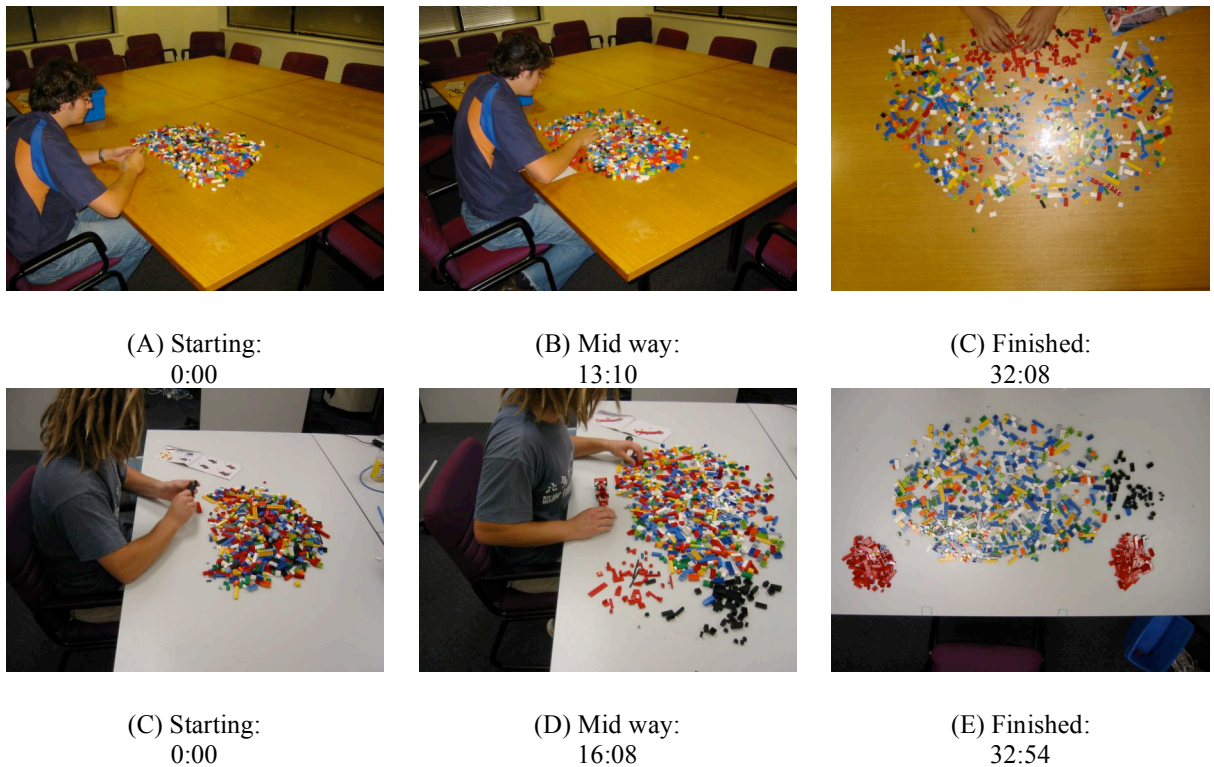 (A) Starting:
0:00
(B) Mid way:
13:10
(C) Finished:
32:08
(C) Starting:
0:00
(D) Mid way:
16:08
(E) Finished:
32:54